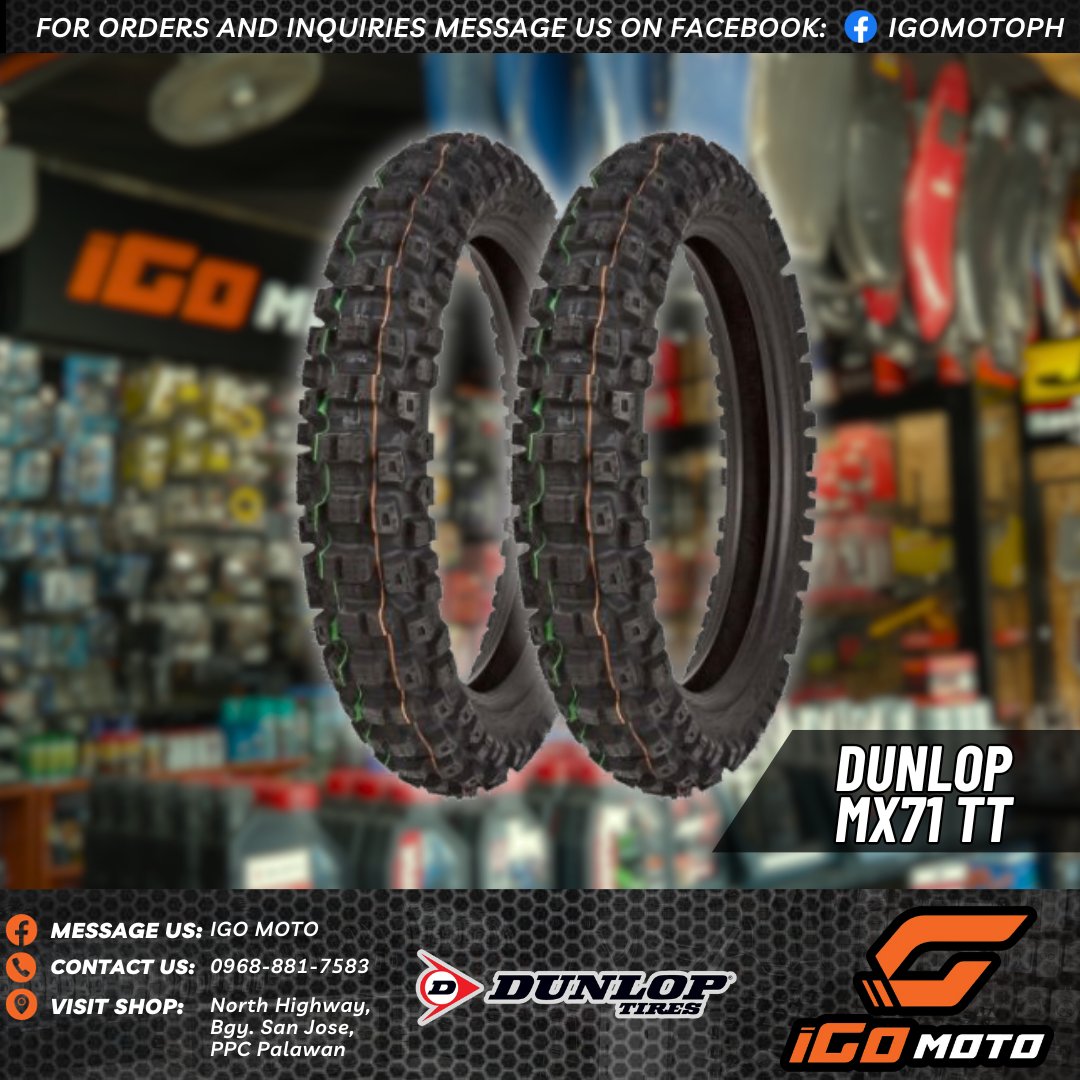 FOR ORDERS AND INQUIRIES MESSAGE US ON FACEBOOK: IGOMOTOPH
iGO M
DUNLOP
MX71 TT
MESSAGE US: IGO MOTO
CONTACT US: 0968-881-7583
VISIT SHOP: North Highway,
Bgy. San Jose,
PPC Palawan
D DUNLOP
TIRES
iGO MOTO